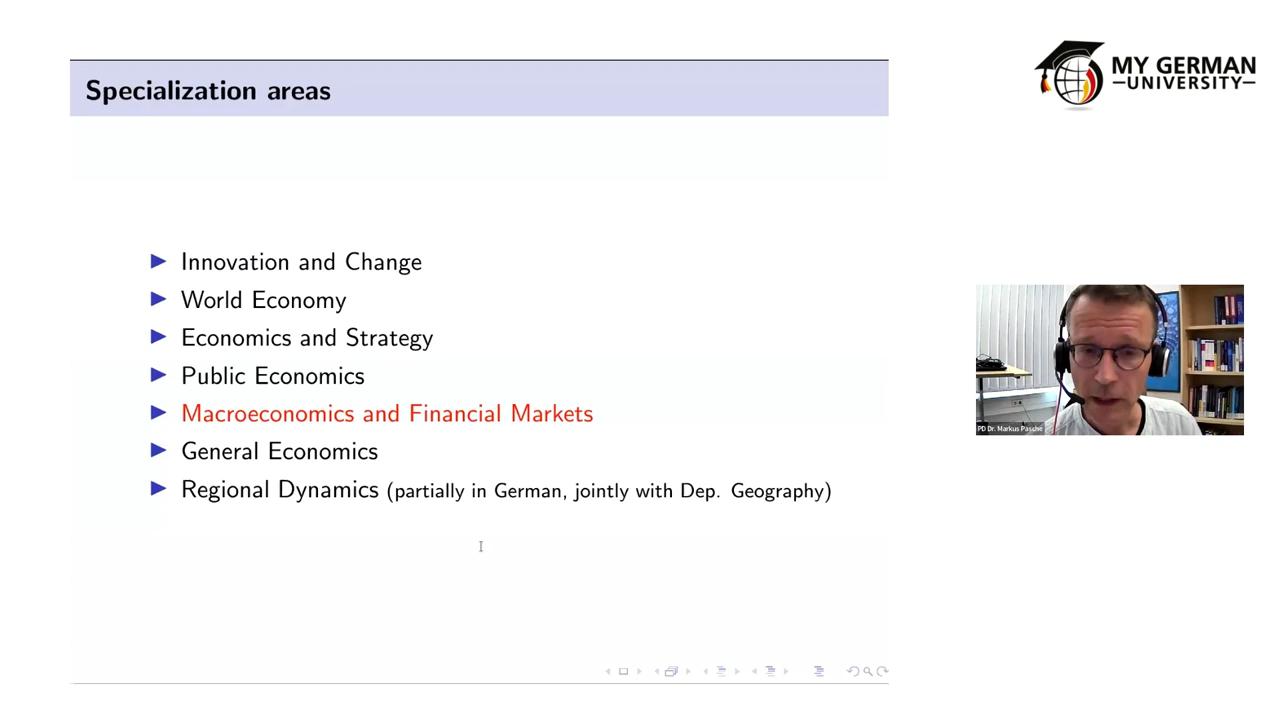 Specialization areas
MY GERMAN
UNIVERSITY
Innovation and Change
World Economy
Economics and Strategy
Public Economics
Macroeconomics and Financial Markets
General Economics
Regional Dynamics (partially in German, jointly with Dep. Geography)
PD Dr. Markus Pasche